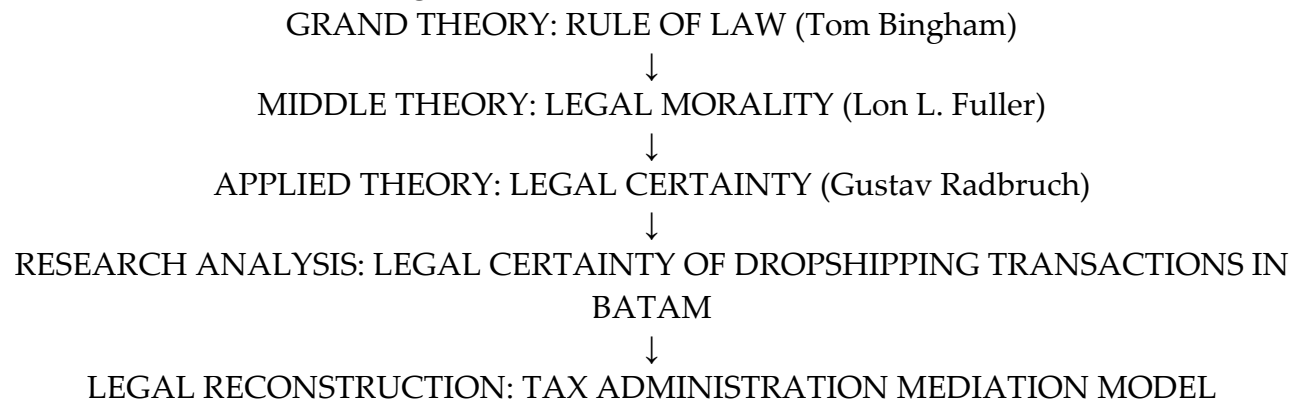 GRAND THEORY: RULE OF LAW (Tom Bingham)
↓
MIDDLE THEORY: LEGAL MORALITY (Lon L. Fuller)
↓
APPLIED THEORY: LEGAL CERTAINTY (Gustav Radbruch)
↓
RESEARCH ANALYSIS: LEGAL CERTAINTY OF DROPSHIPPING TRANSACTIONS IN
BATAM
↓
LEGAL RECONSTRUCTION: TAX ADMINISTRATION MEDIATION MODEL